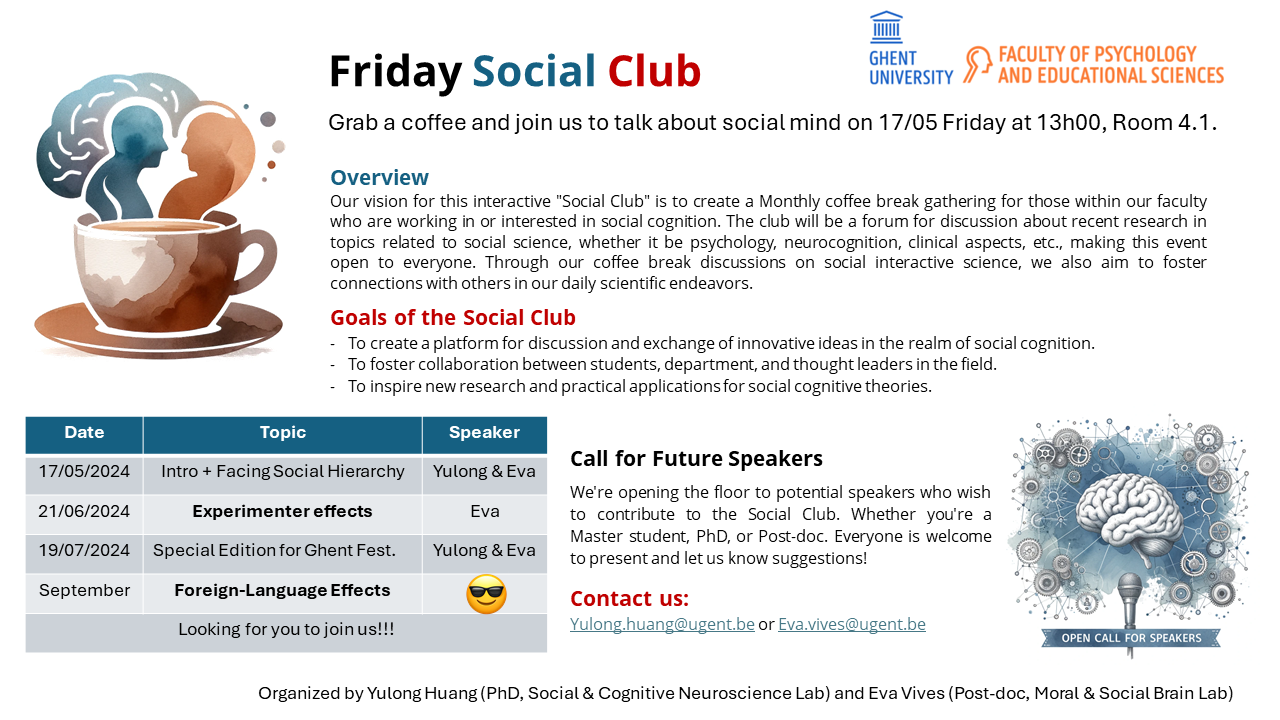 GHENT
UNIVERSITY
FACULTY OF PSYCHOLOGY
AND EDUCATIONAL SCIENCES
Friday Social Club
Grab a coffee and join us to talk about social mind on 17/05 Friday at 13h00, Room 4.1.
Overview
Our vision for this interactive "Social Club" is to create a Monthly coffee break gathering for those within our faculty
who are working in or interested in social cognition. The club will be a forum for discussion about recent research in
topics related to social science, whether it be psychology, neurocognition, clinical aspects, etc., making this event
open to everyone. Through our coffee break discussions on social interactive science, we also aim to foster
connections with others in our daily scientific endeavors.
Goals of the Social Club
- To create a platform for discussion and exchange of innovative ideas in the realm of social cognition.
- To foster collaboration between students, department, and thought leaders in the field.
- To inspire new research and practical applications for social cognitive theories.
Date Topic Speaker
17/05/2024 Intro + Facing Social Hierarchy Yulong & Eva
21/06/2024 Experimenter effects Eva
19/07/2024 Special Edition for Ghent Fest. Yulong & Eva
September Foreign-Language Effects 😎
Looking for you to join us!!!
Call for Future Speakers
We're opening the floor to potential speakers who wish
to contribute to the Social Club. Whether you're a
Master student, PhD, or Post-doc. Everyone is welcome
to present and let us know suggestions!
Contact us:
Yulong.huang@ugent.be or Eva.vives@ugent.be
OPEN CALL FOR SPEAKERS
Organized by Yulong Huang (PhD, Social & Cognitive Neuroscience Lab) and Eva Vives (Post-doc, Moral & Social Brain Lab)